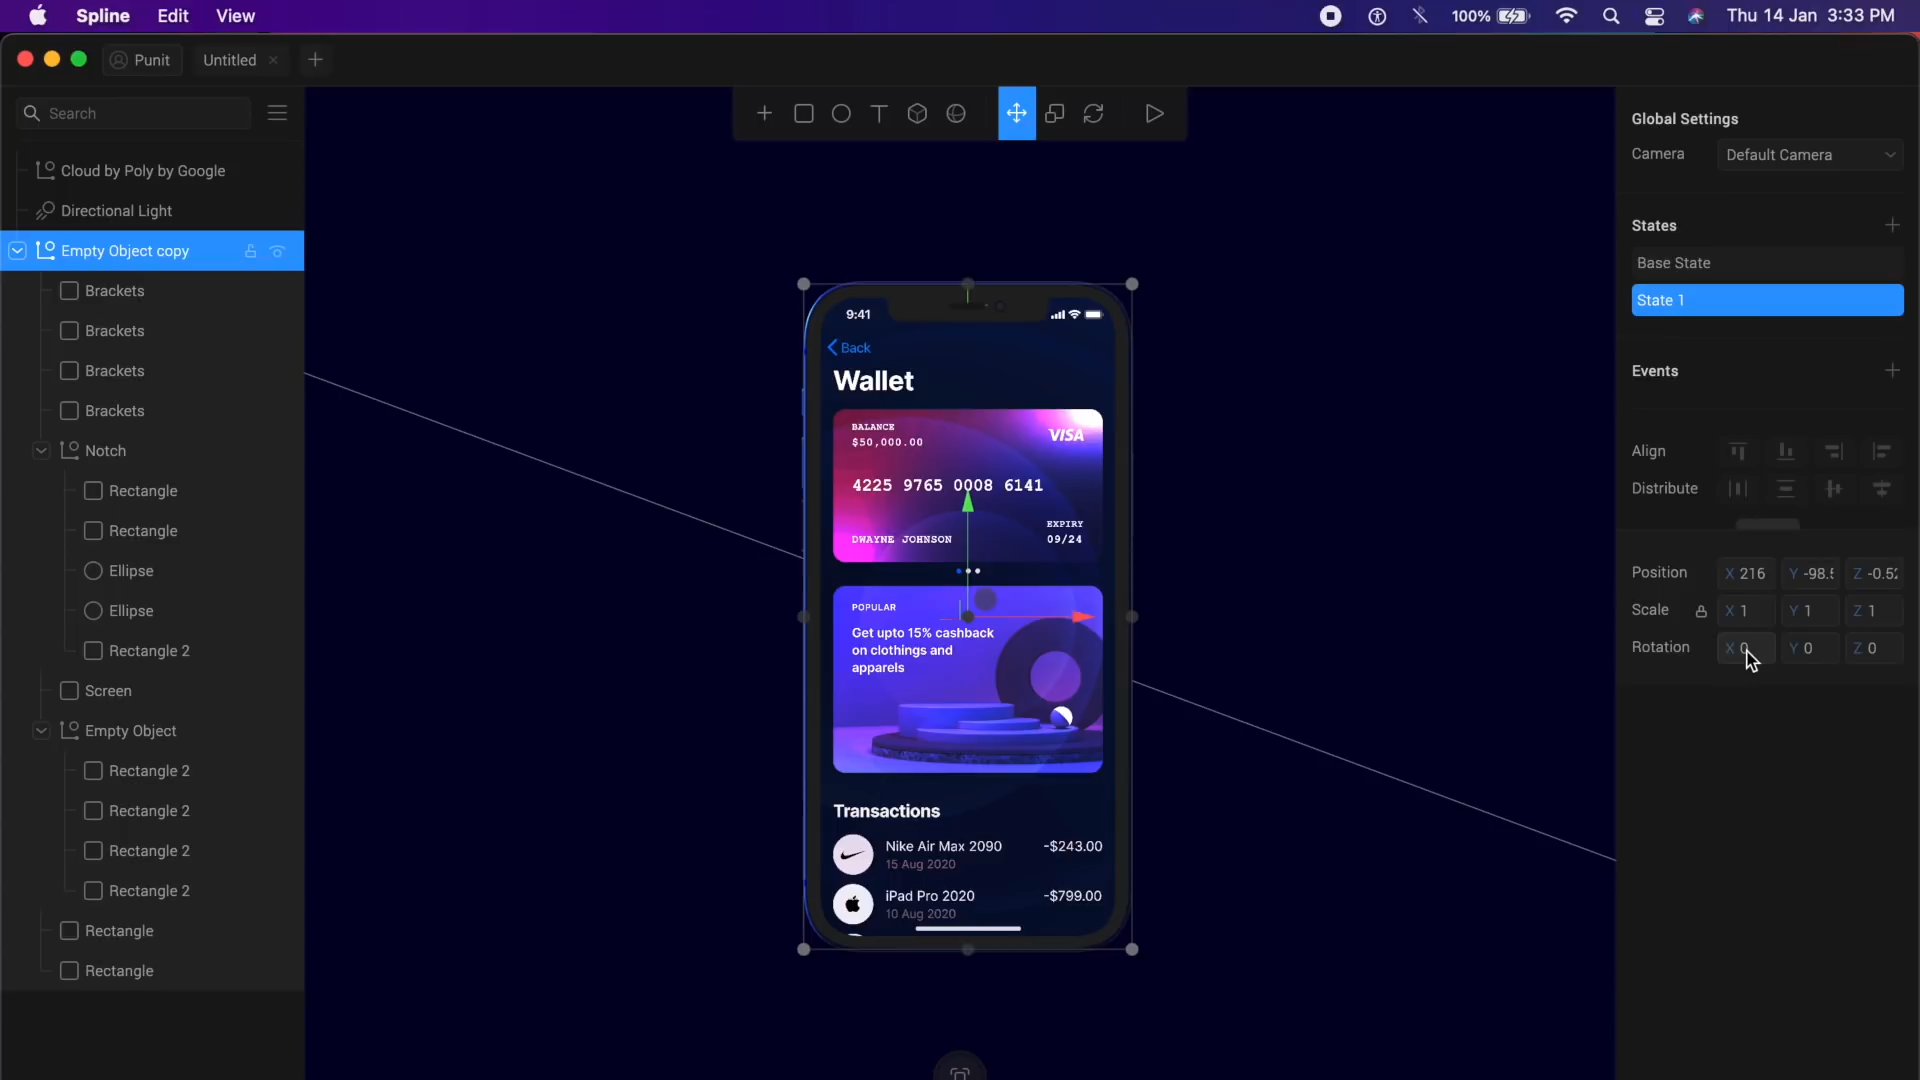 Spline Edit View 100% Thu 14 Jan 3:33 PM
Punit Untitled
Search
Cloud by Poly by Google
Directional Light
Empty Object copy
Brackets
Brackets
Brackets
Brackets
Notch
Rectangle
Rectangle
Ellipse
Ellipse
Rectangle 2
Screen
Empty Object
Rectangle 2
Rectangle 2
Rectangle 2
Rectangle 2
Rectangle
Rectangle
T
9:41
Back
Wallet
BALANCE
$50,000.00
VISA
4225 9765 0008 6141
EXPIRY
DWAYNE JOHNSON 09/24
POPULAR
Get upto 15% cashback
on clothings and
apparels
Transactions
Nike Air Max 2090 -$243.00
15 Aug 2020
iPad Pro 2020 -$799.00
10 Aug 2020
Global Settings
Camera Default Camera
States
Base State
State 1
Events
Align
Distribute
Position X 216 Y -98.5 Z -0.52
Scale X 1 Y 1 Z 1
Rotation X 0 Y 0 Z 0